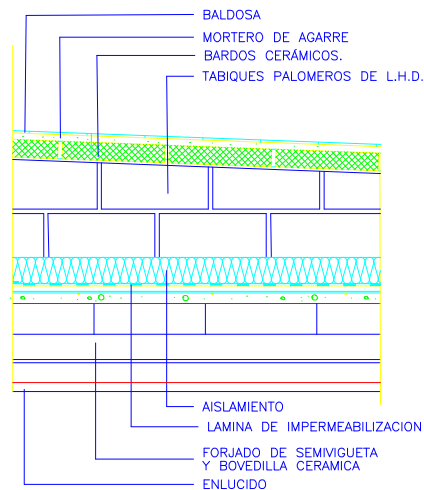 BALDOSA
MORTERO DE AGARRE
BARDOS CERÁMICOS.
TABIQUES PALOMEROS DE L.H.D.
AISLAMIENTO
LAMINA DE IMPERMEABILIZACION
FORJADO DE SEMIVIGUETA
Y BOVEDILLA CERAMICA
ENLUCIDO